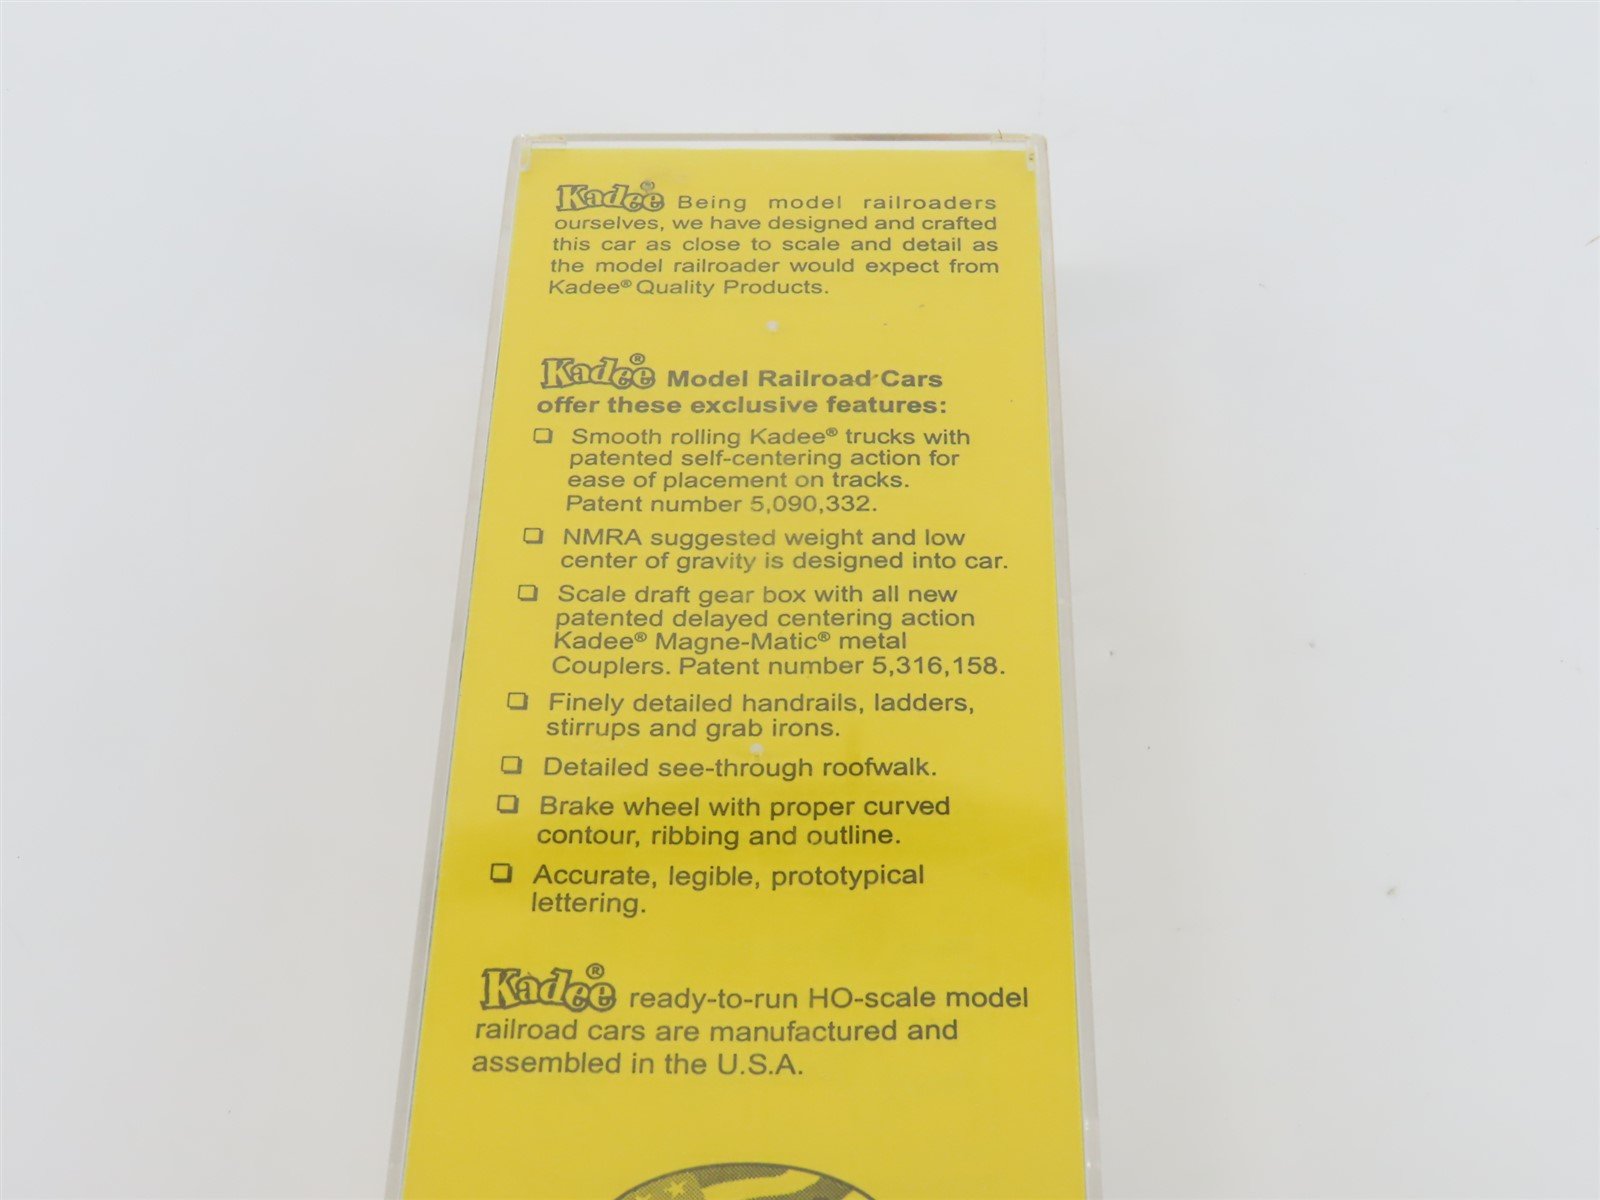 Kadee® Being model railroaders
ourselves, we have designed and crafted
this car as close to scale and detail as
the model railroader would expect from
Kadee® Quality Products.
Kadee® Model Railroad Cars
offer these exclusive features:
❏ Smooth rolling Kadee® trucks with
patented self-centering action for
ease of placement on tracks.
Patent number 5,090,332.
❏ NMRA suggested weight and low
center of gravity is designed into car.
❏ Scale draft gear box with all new
patented delayed centering action
Kadee® Magne-Matic® metal
Couplers. Patent number 5,316,158.
❏ Finely detailed handrails, ladders,
stirrups and grab irons.
❏ Detailed see-through roofwalk.
❏ Brake wheel with proper curved
contour, ribbing and outline.
❏ Accurate, legible, prototypical
lettering.
Kadee® ready-to-run HO-scale model
railroad cars are manufactured and
assembled in the U.S.A.